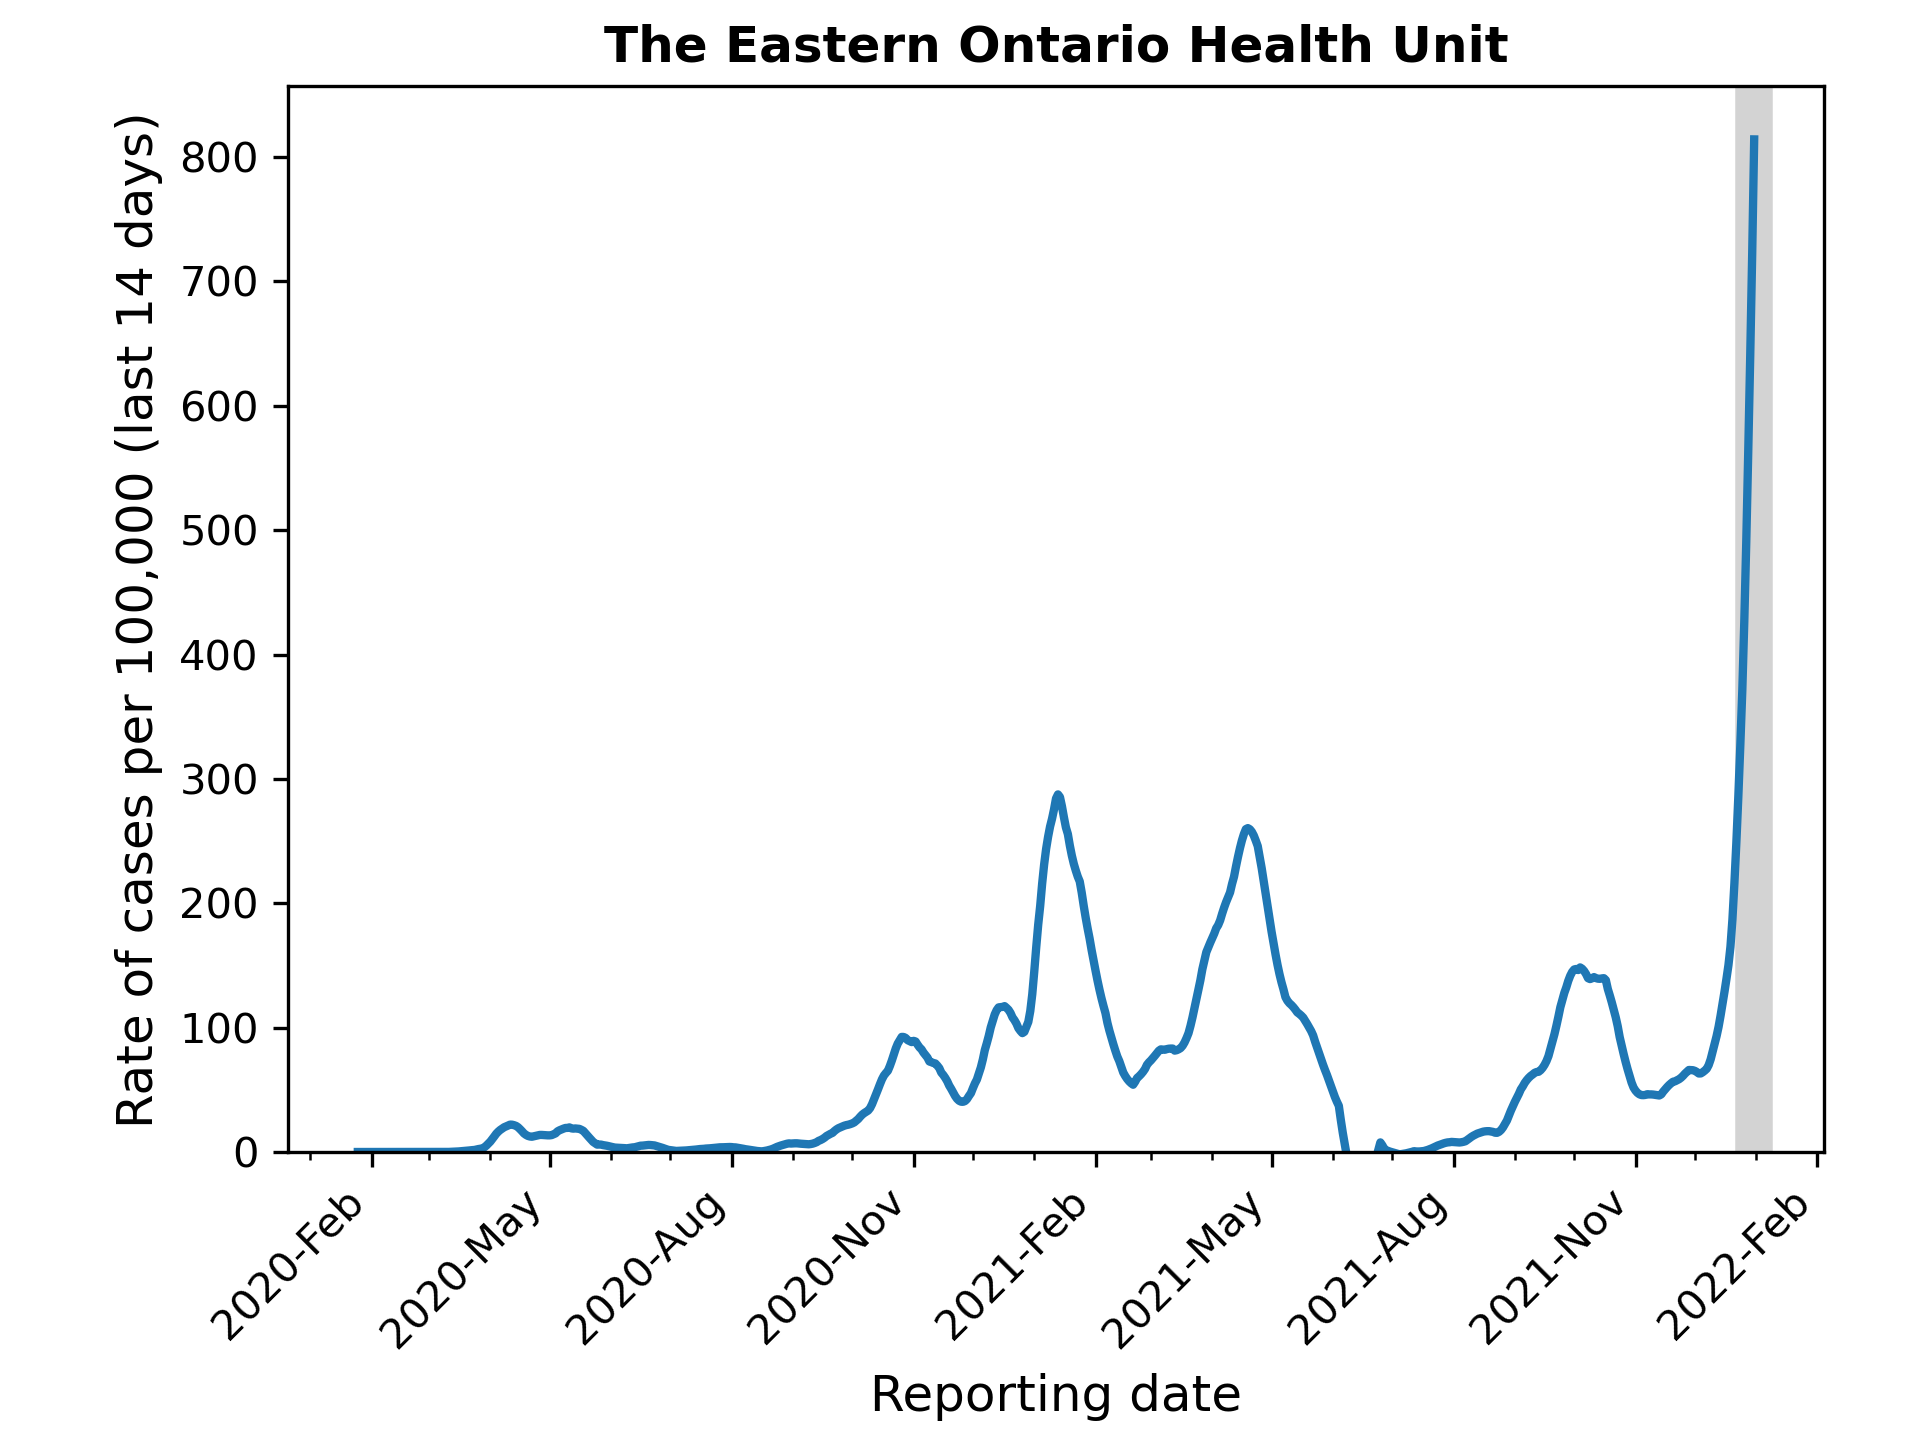 The Eastern Ontario Health Unit
Rate of cases per 100,000 (last 14 days)
800
700
600
500
400
300
200
100
0
2020-Feb
2020-May
2020-Aug
2020-Nov
2021-Feb
2021-May
2021-Aug
2021-Nov
2022-Feb
Reporting date